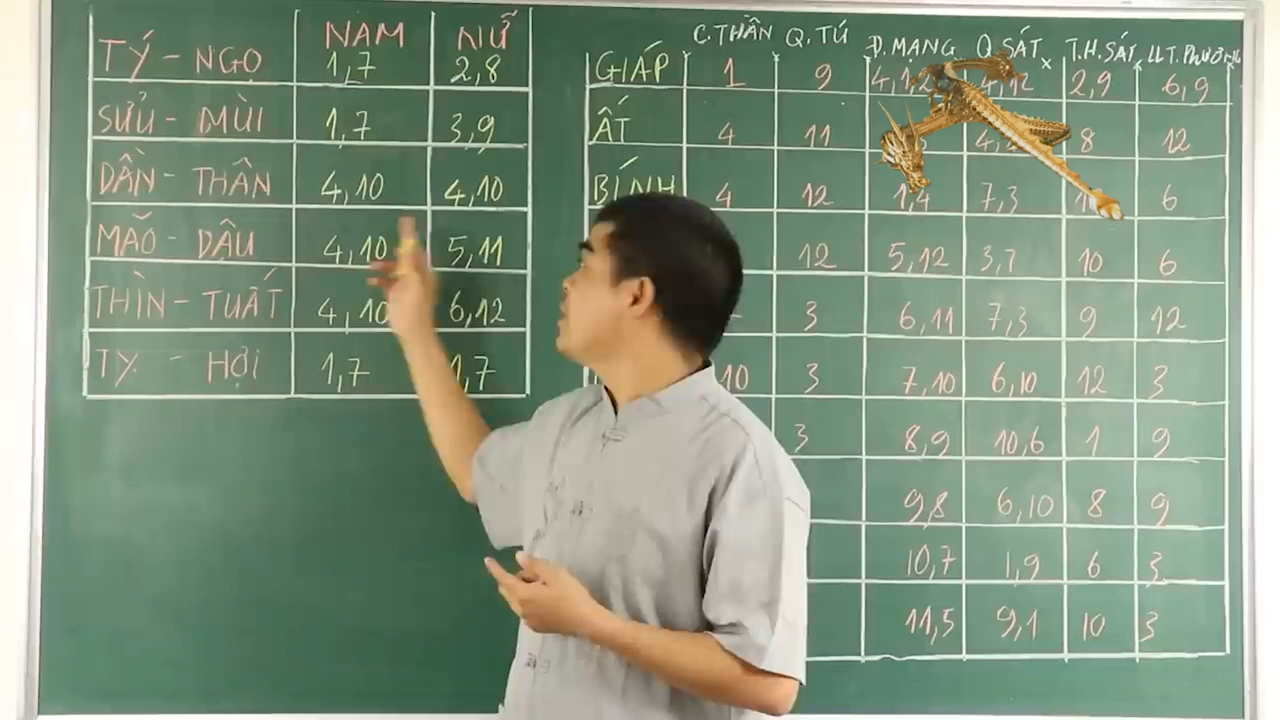 NAM NỮ
TÝ - NGỌ 1,7 2,8
SỬU - MÙI 1,7 3,9
DẦN - THÂN 4,10 4,10
MÃO - DẬU 4,10 5,11
THÌN - TUẤT 4,10 6,12
TỴ - HỢI 1,7 1,7
C.THẦN Q.TÚ Đ.MẠNG Q SÁT T.H.SÁT
GIÁP 1 9 2,9 6,9
ẤT 4 11 8 12
BÍNH 4 12 1,4 7,3 6
12 5,12 3,7 10 6
3 6,11 7,3 9 12
10 3 7,10 6,10 12 3
3 8,9 10,6 1 9
9,8 6,10 8 9
10,7 1,9 6 3
11,5 9,1 10 3